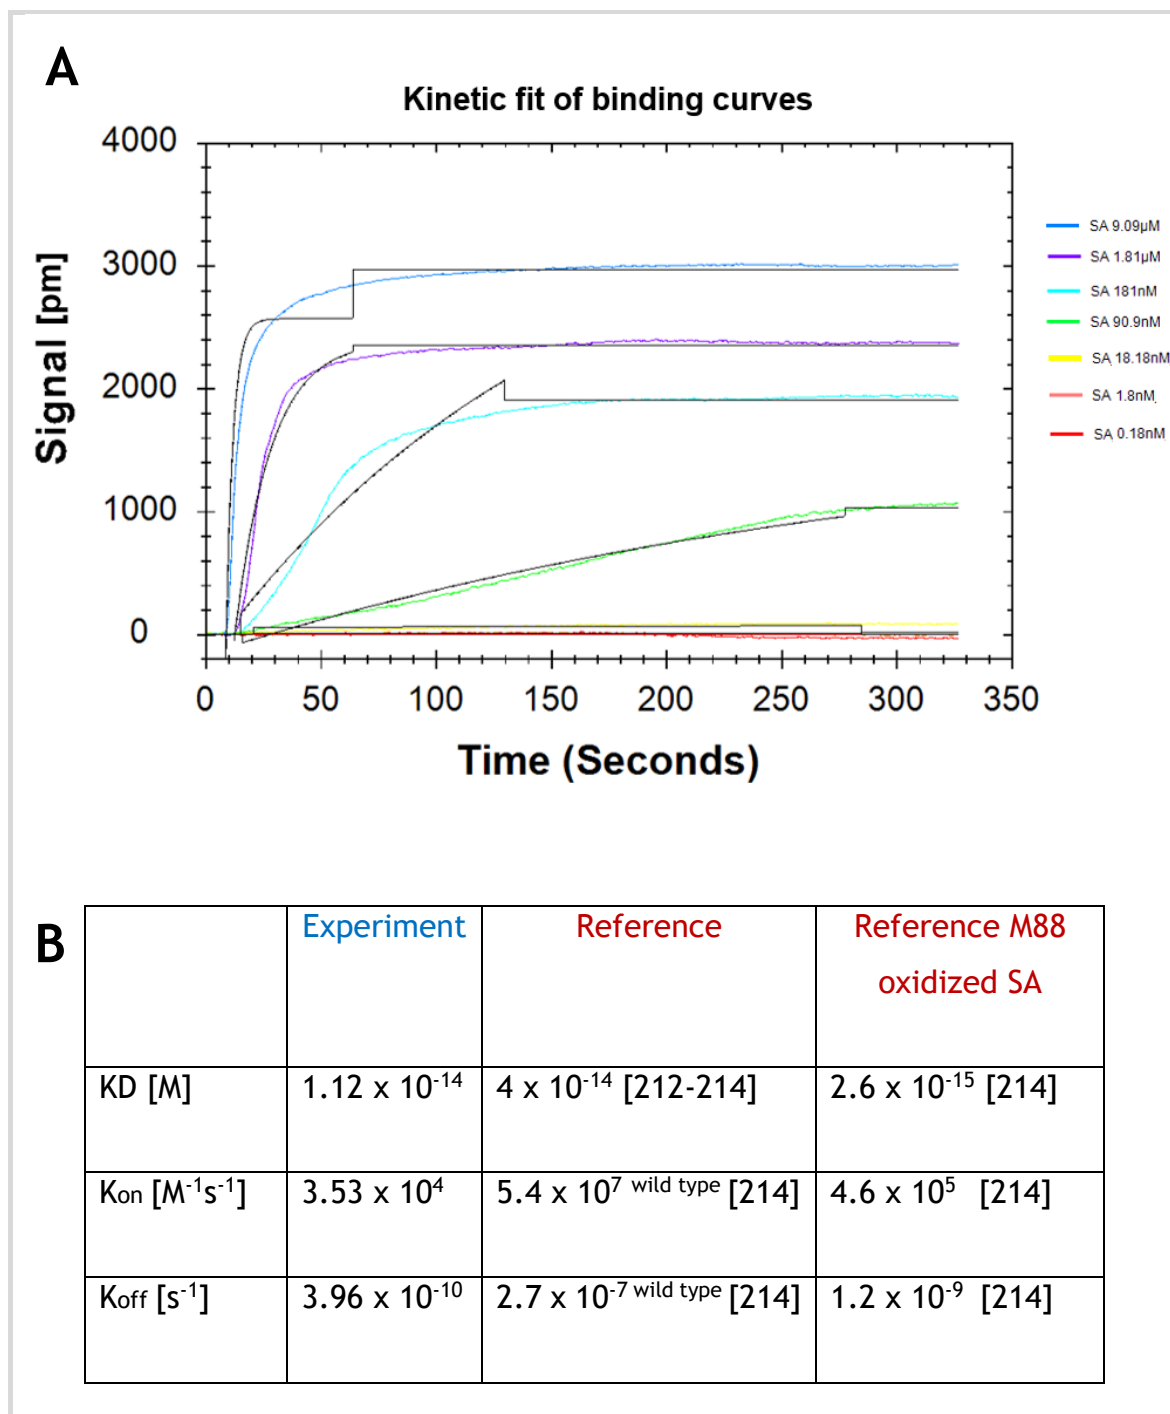 A
Kinetic fit of binding curves
4000
3000
2000
1000
0
Signal [pm]
0 50 100 150 200 250 300 350
Time (Seconds)
SA 9.09µM
SA 1.81µM
SA 181nM
SA 90.9nM
SA 18.18nM
SA 1.8nM
SA 0.18nM
B
Experiment Reference Reference M88
oxidized SA
KD [M] 1.12 x 10⁻¹⁴ 4 x 10⁻¹⁴ [212-214] 2.6 x 10⁻¹⁵ [214]
Kon [M⁻¹s⁻¹] 3.53 x 10⁴ 5.4 x 10⁷ wild type [214] 4.6 x 10⁵ [214]
Koff [s⁻¹] 3.96 x 10⁻¹⁰ 2.7 x 10⁻⁷ wild type [214] 1.2 x 10⁻⁹ [214]